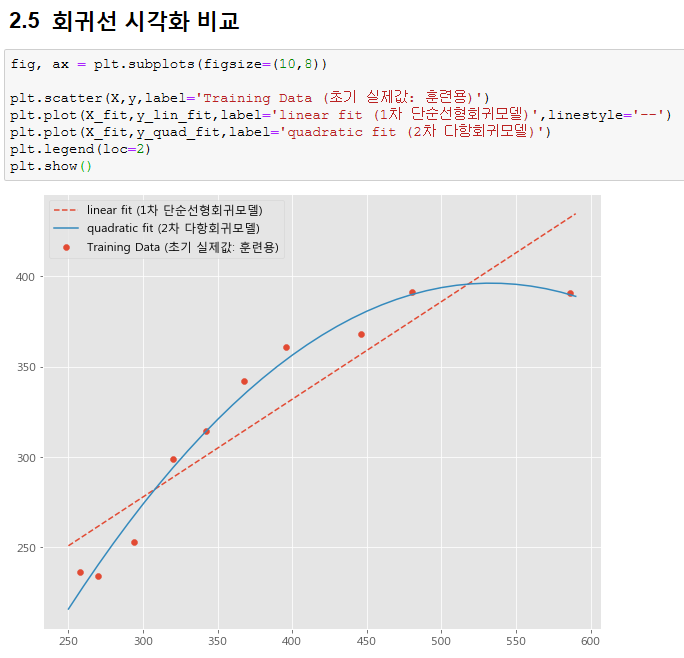 2.5 회귀선 시각화 비교
fig, ax = plt.subplots(figsize=(10,8))
plt.scatter(X,y,label='Training Data (초기 실제값: 훈련용)')
plt.plot(X_fit,y_lin_fit,label='linear fit (1차 단순선형회귀모델)',linestyle='--')
plt.plot(X_fit,y_quad_fit,label='quadratic fit (2차 다항회귀모델)')
plt.legend(loc=2)
plt.show()
linear fit (1차 단순선형회귀모델)
quadratic fit (2차 다항회귀모델)
Training Data (초기 실제값: 훈련용)
400
350
300
250
250 300 350 400 450 500 550 600